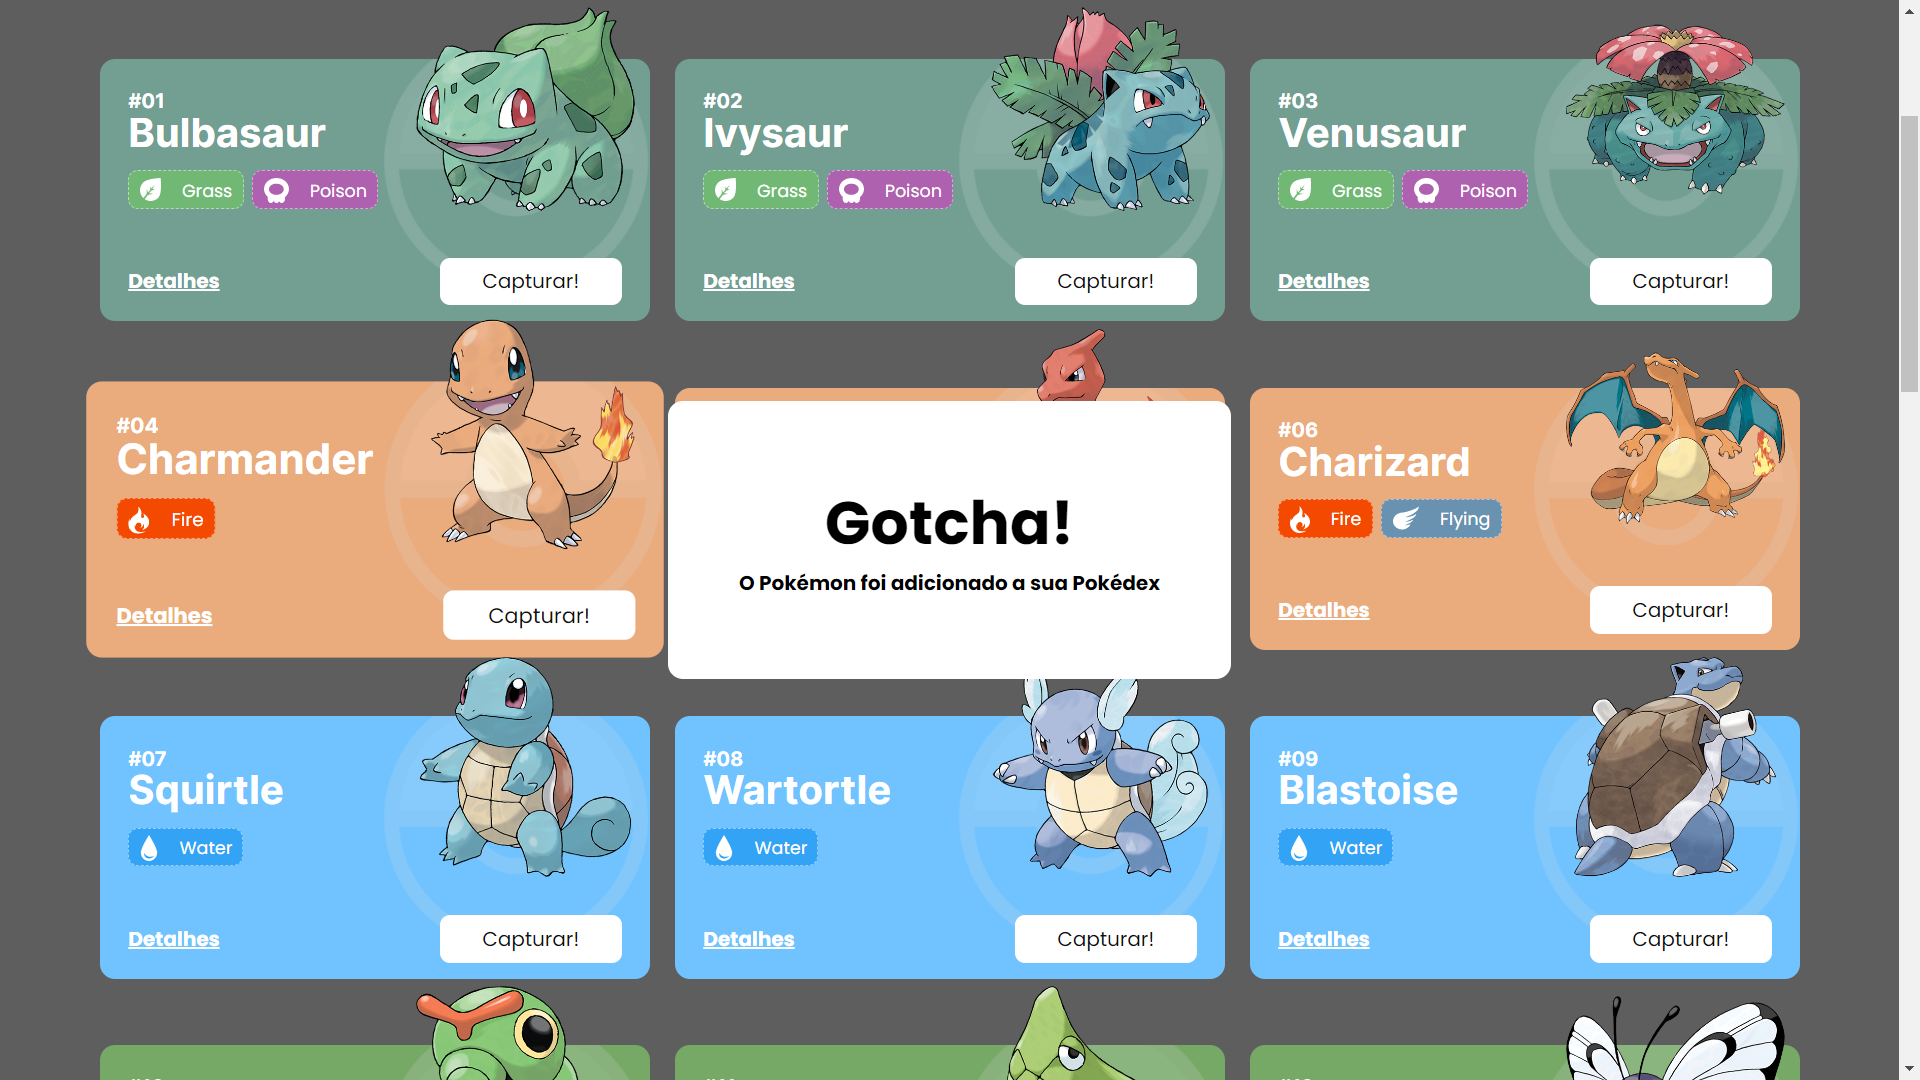 #01
Bulbasaur
Grass
Poison
Detalhes
Capturar!
#02
Ivysaur
Grass
Poison
Detalhes
Capturar!
#03
Venusaur
Grass
Poison
Detalhes
Capturar!
#04
Charmander
Fire
Detalhes
Capturar!
Gotcha!
O Pokémon foi adicionado a sua Pokédex
#06
Charizard
Fire
Flying
Detalhes
Capturar!
#07
Squirtle
Water
Detalhes
Capturar!
#08
Wartortle
Water
Detalhes
Capturar!
#09
Blastoise
Water
Detalhes
Capturar!